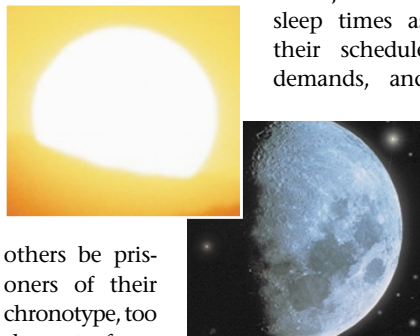 sleep times a
their schedule
demands, and
others be pris-
oners of their
chronotype, too